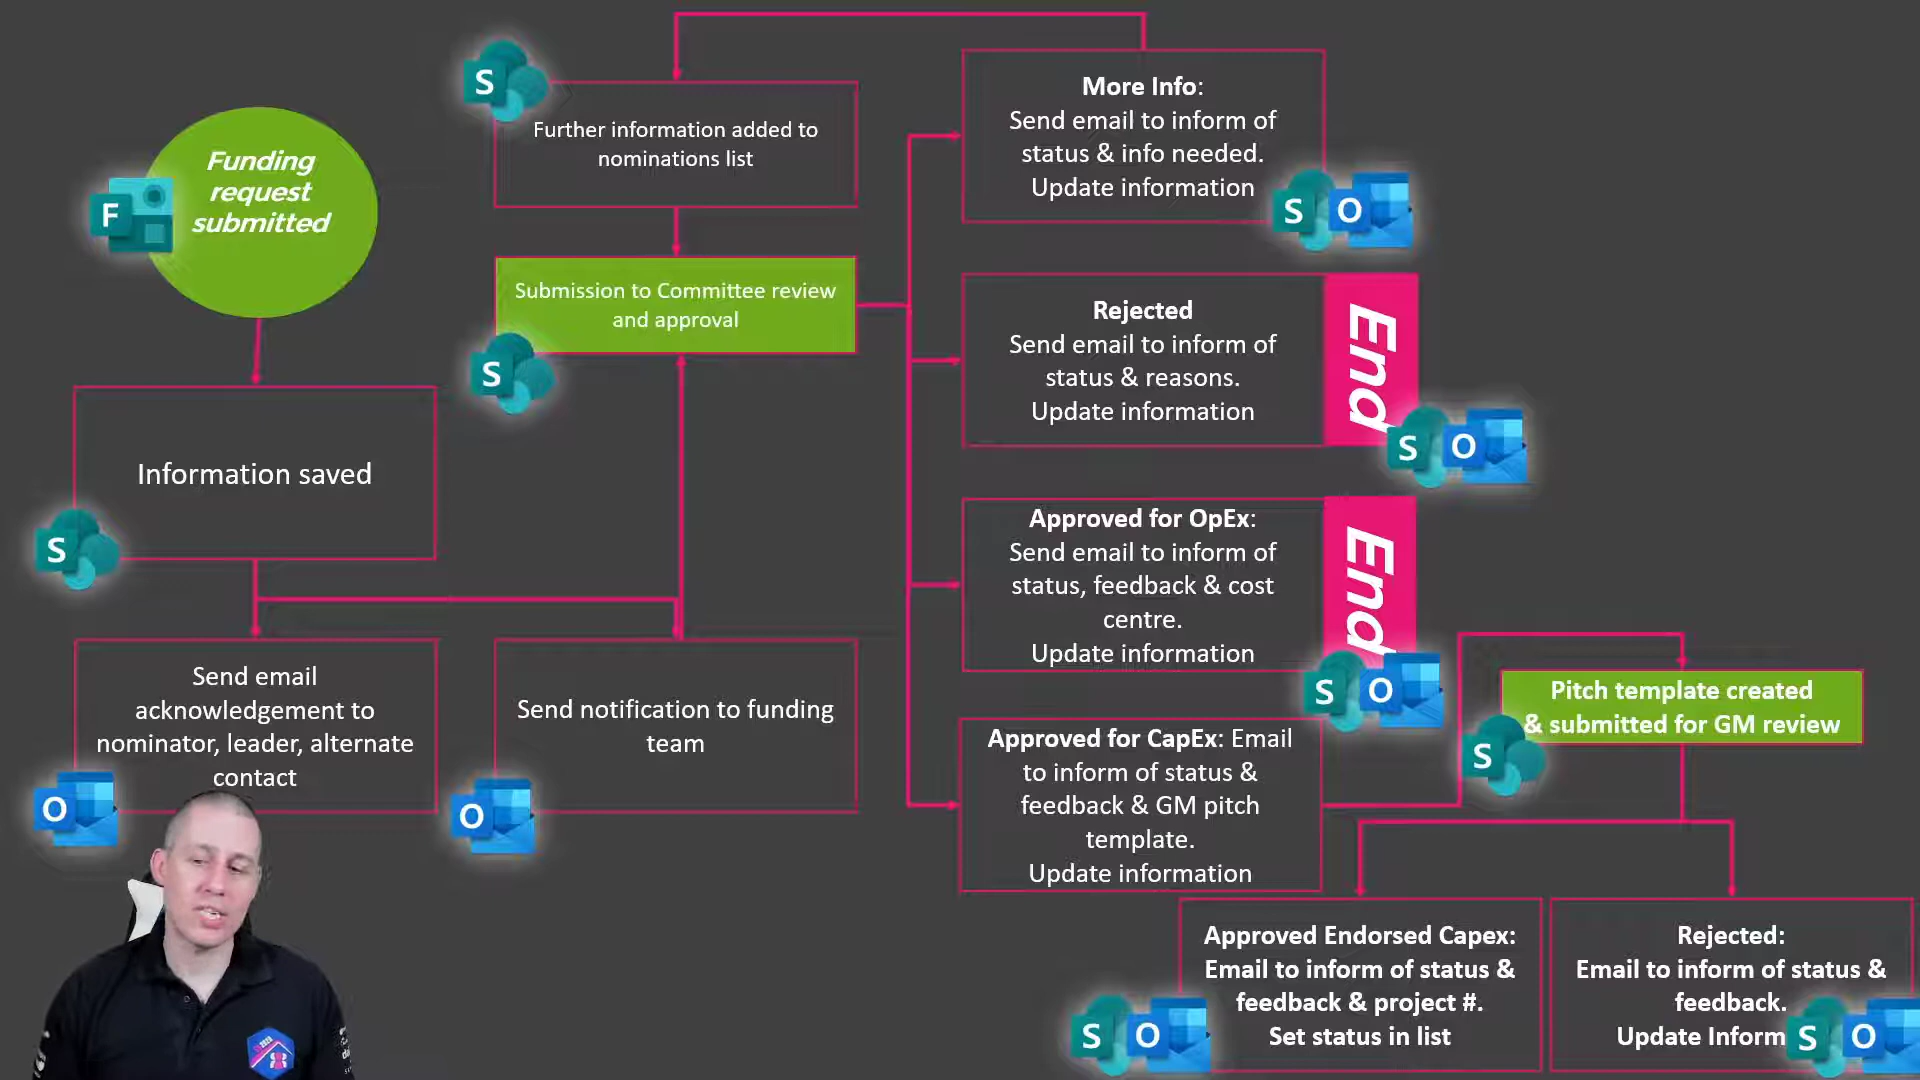 Funding
request
submitted
F
Information saved
S
Send email
acknowledgement to
nominator, leader, alternate
contact
O
Send notification to funding
team
O
S
Further information added to
nominations list
Submission to Committee review
and approval
S
More Info:
Send email to inform of
status & info needed.
Update information
S O
Rejected
Send email to inform of
status & reasons.
Update information
End
S O
Approved for OpEx:
Send email to inform of
status, feedback & cost
centre.
Update information
End
S O
Approved for CapEx: Email
to inform of status &
feedback & GM pitch
template.
Update information
Pitch template created
& submitted for GM review
S
Approved Endorsed Capex:
Email to inform of status &
feedback & project #.
Set status in list
S O
Rejected:
Email to inform of status &
feedback.
Update Inform
S O